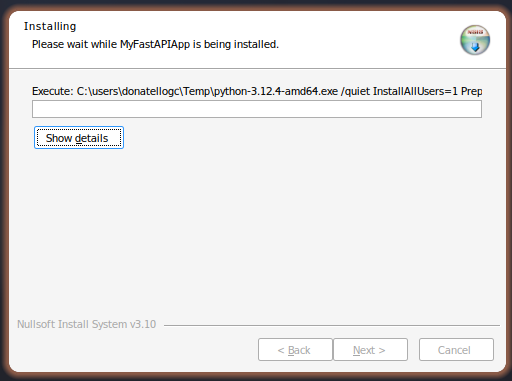 Installing
Please wait while MyFastAPIApp is being installed.
Execute: C:\users\donatellogc\Temp\python-3.12.4-amd64.exe /quiet InstallAllUsers=1 Prep
Show details
Nullsoft Install System v3.10
< Back
Next >
Cancel